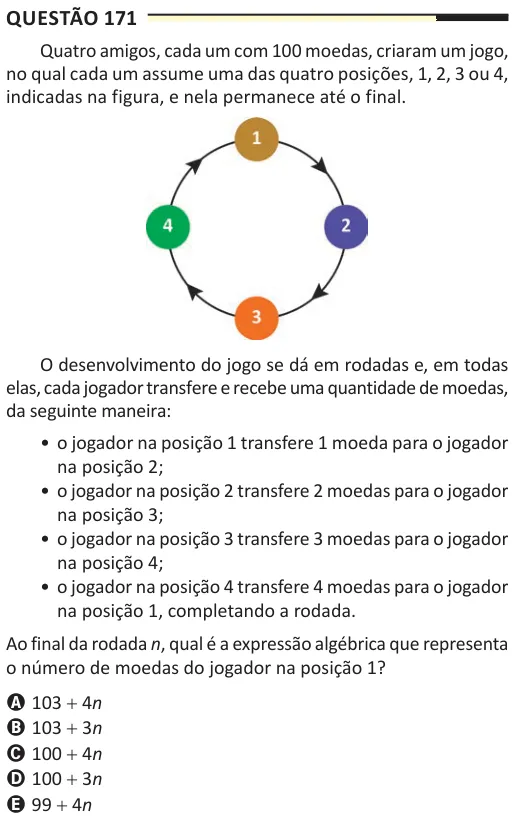 QUESTÃO 171
Quatro amigos, cada um com 100 moedas, criaram um jogo,
no qual cada um assume uma das quatro posições, 1, 2, 3 ou 4,
indicadas na figura, e nela permanece até o final.
1
4
2
3
O desenvolvimento do jogo se dá em rodadas e, em todas
elas, cada jogador transfere e recebe uma quantidade de moedas,
da seguinte maneira:
• o jogador na posição 1 transfere 1 moeda para o jogador
na posição 2;
• o jogador na posição 2 transfere 2 moedas para o jogador
na posição 3;
• o jogador na posição 3 transfere 3 moedas para o jogador
na posição 4;
• o jogador na posição 4 transfere 4 moedas para o jogador
na posição 1, completando a rodada.
Ao final da rodada n, qual é a expressão algébrica que representa
o número de moedas do jogador na posição 1?
A 103 + 4n
B 103 + 3n
C 100 + 4n
D 100 + 3n
E 99 + 4n